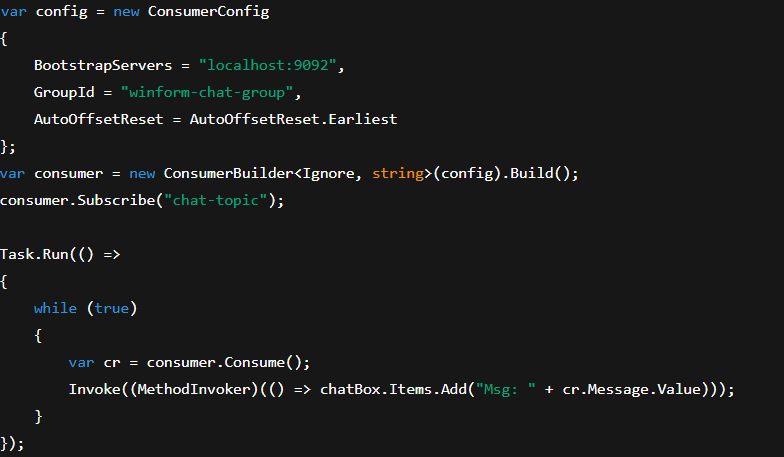 var config = new ConsumerConfig
{
    BootstrapServers = "localhost:9092",
    GroupId = "winform-chat-group",
    AutoOffsetReset = AutoOffsetReset.Earliest
};
var consumer = new ConsumerBuilder<Ignore, string>(config).Build();
consumer.Subscribe("chat-topic");

Task.Run(() =>
{
    while (true)
    {
        var cr = consumer.Consume();
        Invoke((MethodInvoker)(() => chatBox.Items.Add("Msg: " + cr.Message.Value)));
    }
});